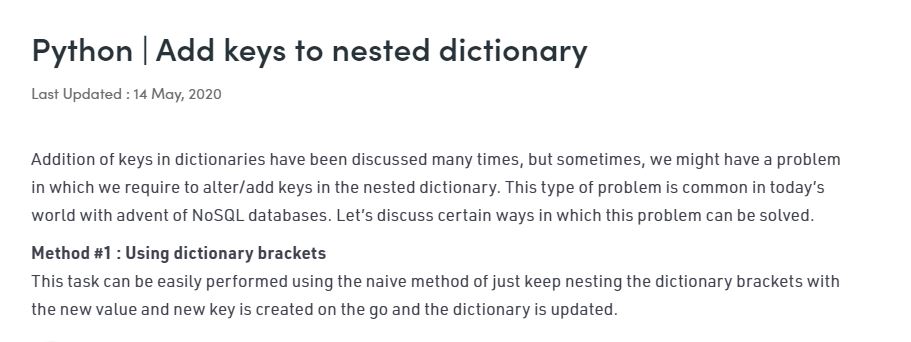 Python | Add keys to nested dictionary
Last Updated : 14 May, 2020
Addition of keys in dictionaries have been discussed many times, but sometimes, we might have a problem
in which we require to alter/add keys in the nested dictionary. This type of problem is common in today’s
world with advent of NoSQL databases. Let’s discuss certain ways in which this problem can be solved.
Method #1 : Using dictionary brackets
This task can be easily performed using the naive method of just keep nesting the dictionary brackets with
the new value and new key is created on the go and the dictionary is updated.